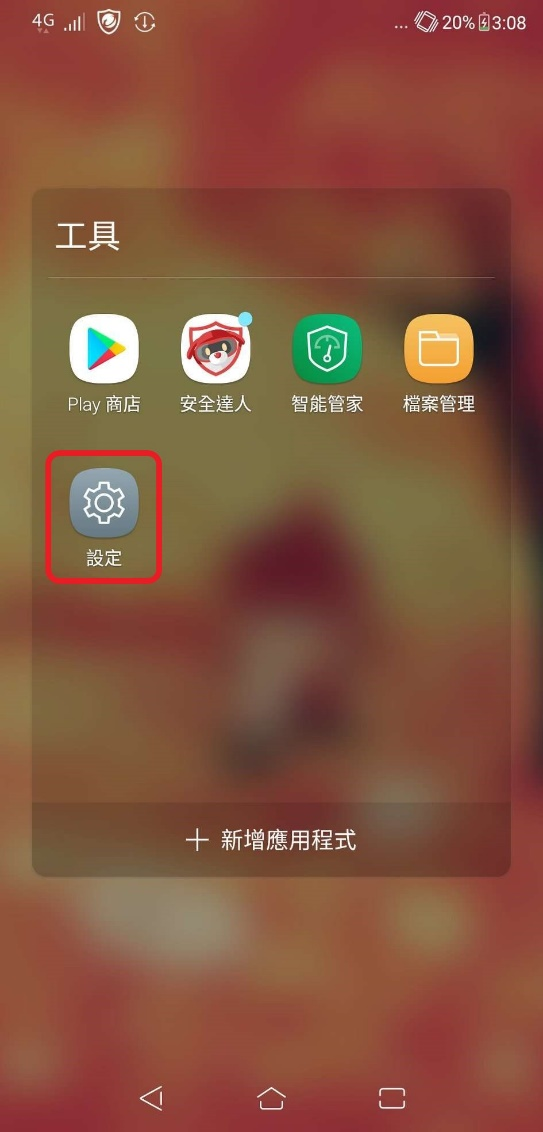 4G
... 20% 3:08
工具
Play 商店
安全達人
智能管家
檔案管理
設定
新增應用程式